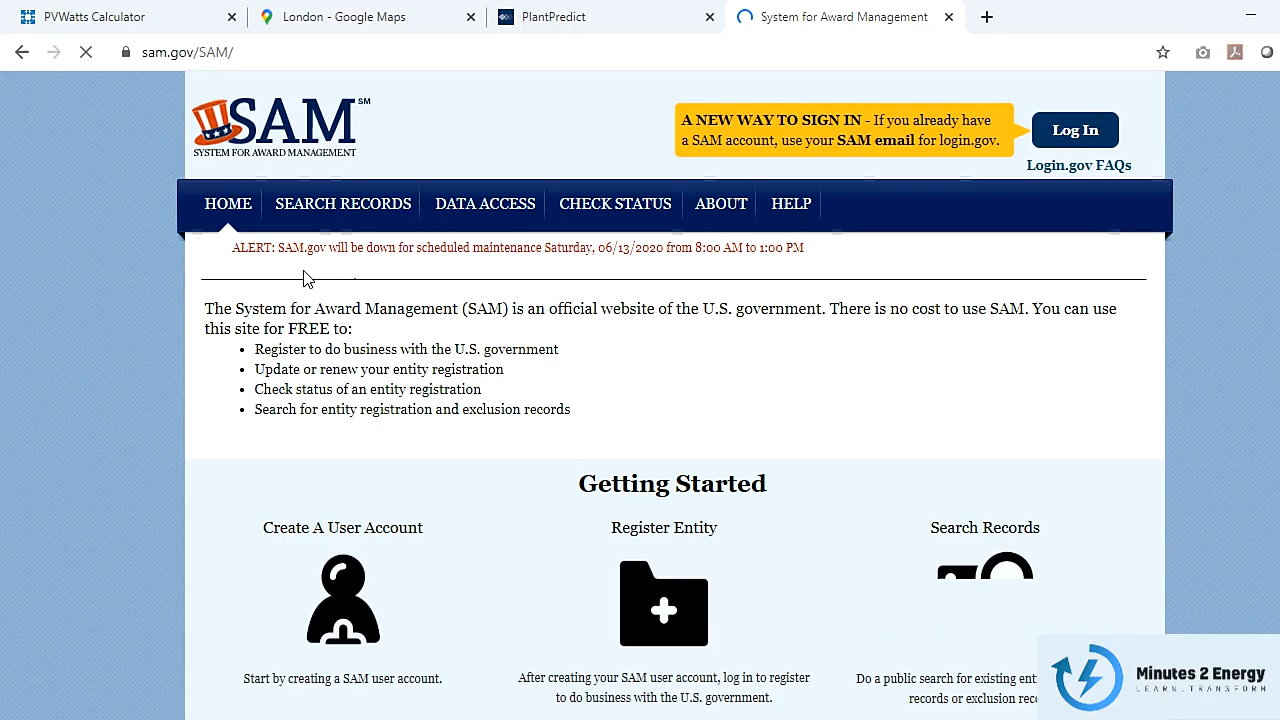 PVWatts Calculator
London - Google Maps
PlantPredict
System for Award Management
sam.gov/SAM/
SAM SM
SYSTEM FOR AWARD MANAGEMENT
A NEW WAY TO SIGN IN - If you already have
a SAM account, use your SAM email for login.gov.
Log In
Login.gov FAQs
HOME SEARCH RECORDS DATA ACCESS CHECK STATUS ABOUT HELP
ALERT: SAM.gov will be down for scheduled maintenance Saturday, 06/13/2020 from 8:00 AM to 1:00 PM
The System for Award Management (SAM) is an official website of the U.S. government. There is no cost to use SAM. You can use
this site for FREE to:
• Register to do business with the U.S. government
• Update or renew your entity registration
• Check status of an entity registration
• Search for entity registration and exclusion records
Getting Started
Create A User Account
Register Entity
Search Records
Start by creating a SAM user account.
After creating your SAM user account, log in to register
to do business with the U.S. government.
Do a public search for existing
records or exclusion
Minutes 2 Energy
LEARN.TRANSFORM